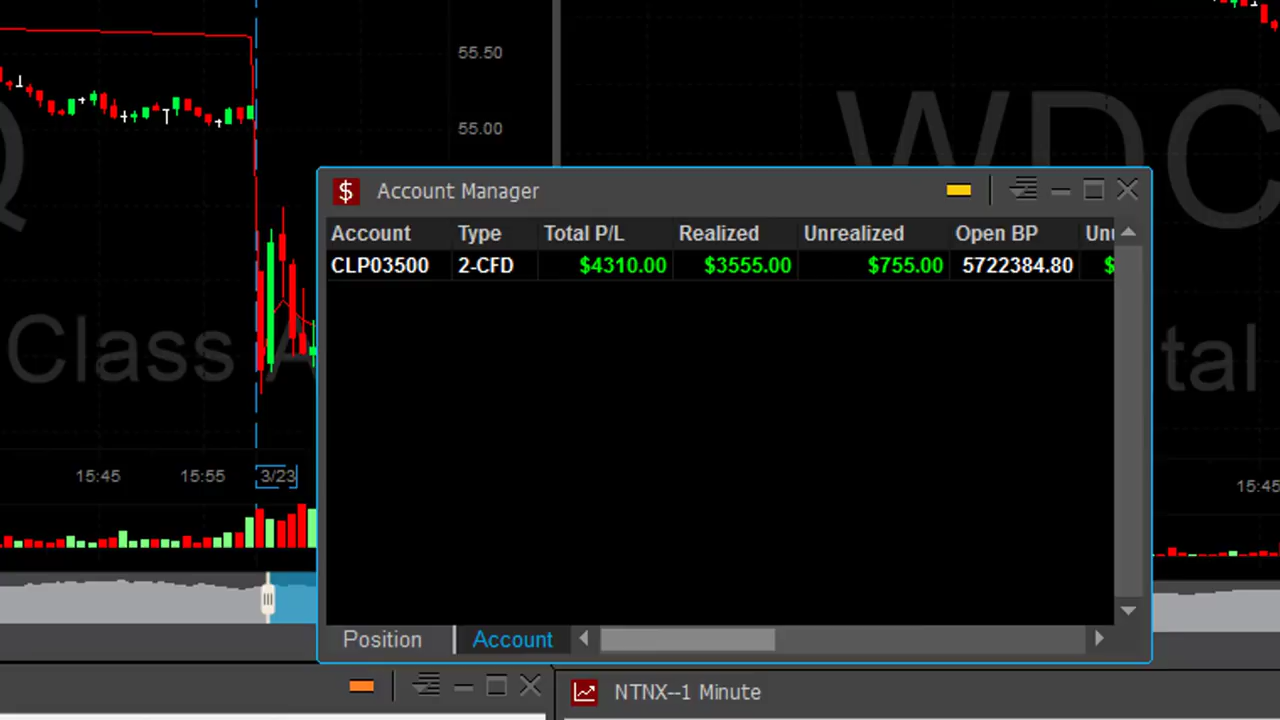 55.50
55.00
WDC
Q
$ Account Manager
Account Type Total P/L Realized Unrealized Open BP
CLP03500 2-CFD $4310.00 $3555.00 $755.00 5722384.80 $
Class A
tal
15:45 15:55 3/23
15:45
Position Account
NTNX--1 Minute